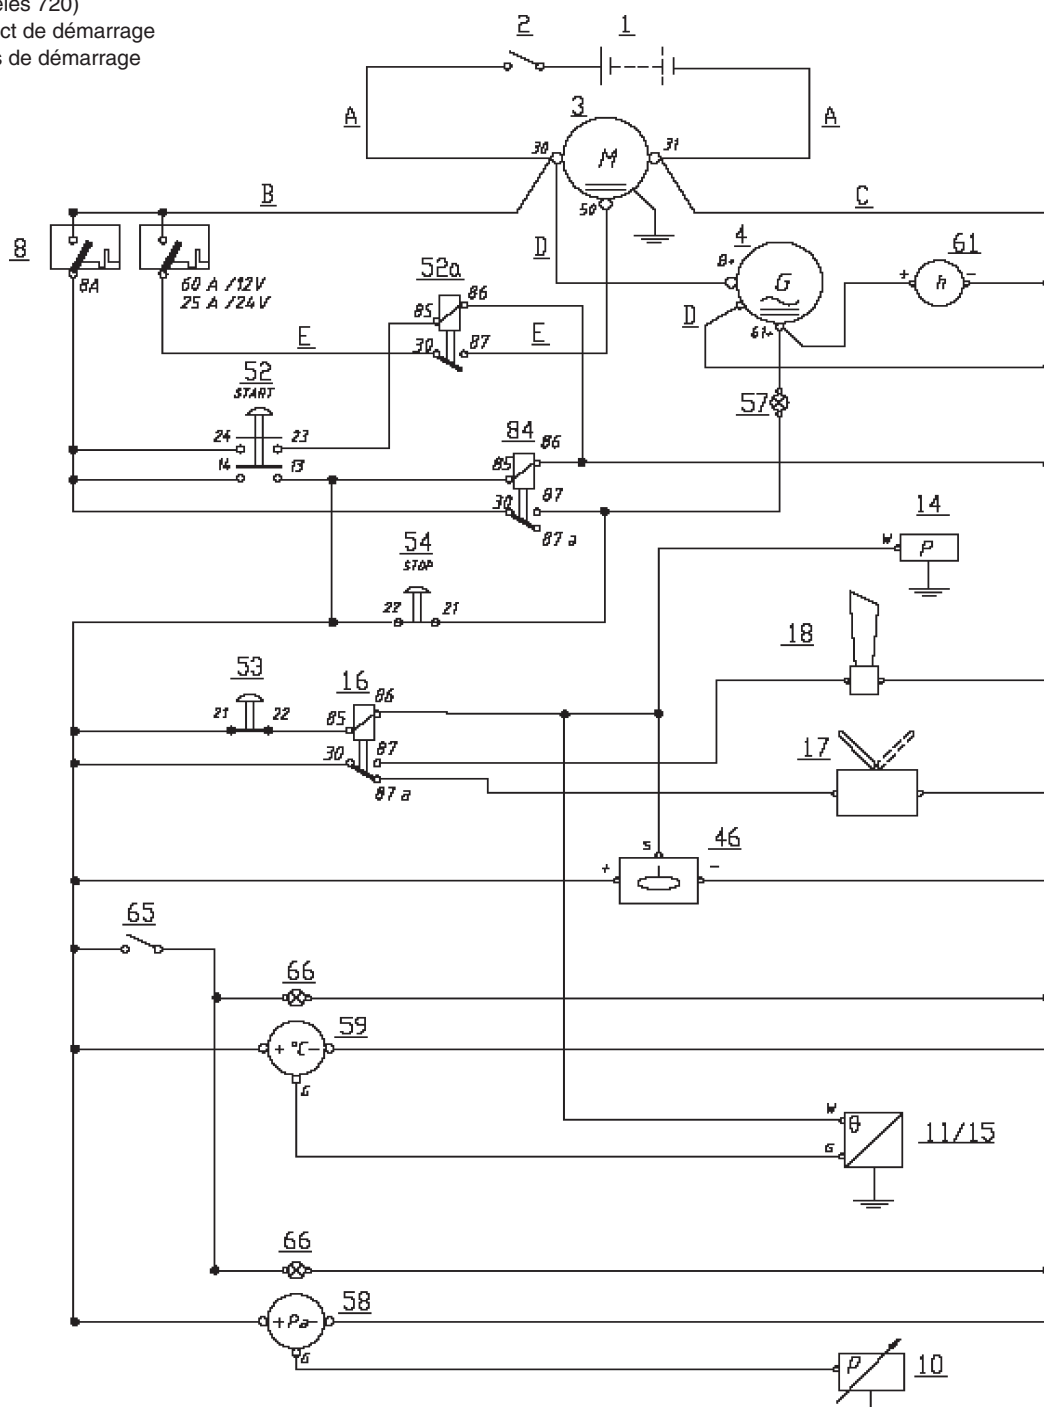 eles 720)
ct de démarrage
s de démarrage
2
1
A
3
A
30
M
31
50
B
C
8
8A
60 A /12V
25 A /24V
D
4
B+
G
61
+
h
-
52a
85
86
D
61+
E
30
87
E
52
START
57
24
23
14
13
84
86
85
30
87
87 a
14
W
P
54
STOP
22
21
18
53
16
86
21
22
85
30
87
87 a
17
46
s
+
-
65
66
59
+ °C-
G
W
θ
G
11/15
66
58
+Pa-
G
P
10